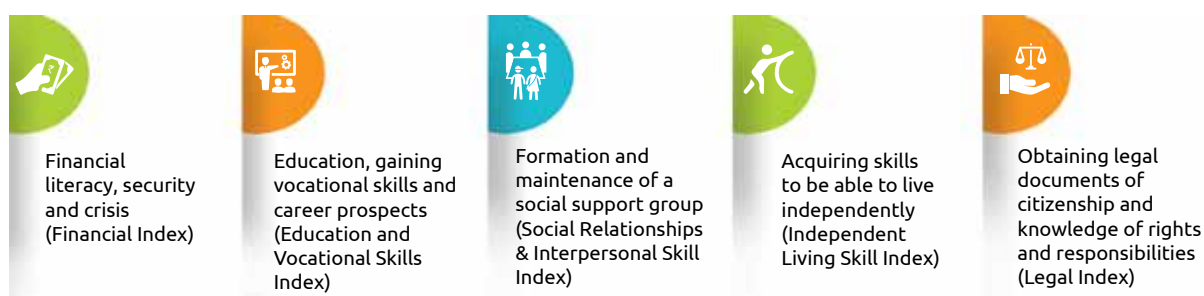 Financial
literacy, security
and crisis
(Financial Index)
Education, gaining
vocational skills and
career prospects
(Education and
Vocational Skills
Index)
Formation and
maintenance of a
social support group
(Social Relationships
& Interpersonal Skill
Index)
Acquiring skills
to be able to live
independently
(Independent
Living Skill Index)
Obtaining legal
documents of
citizenship and
knowledge of rights
and responsibilities
(Legal Index)